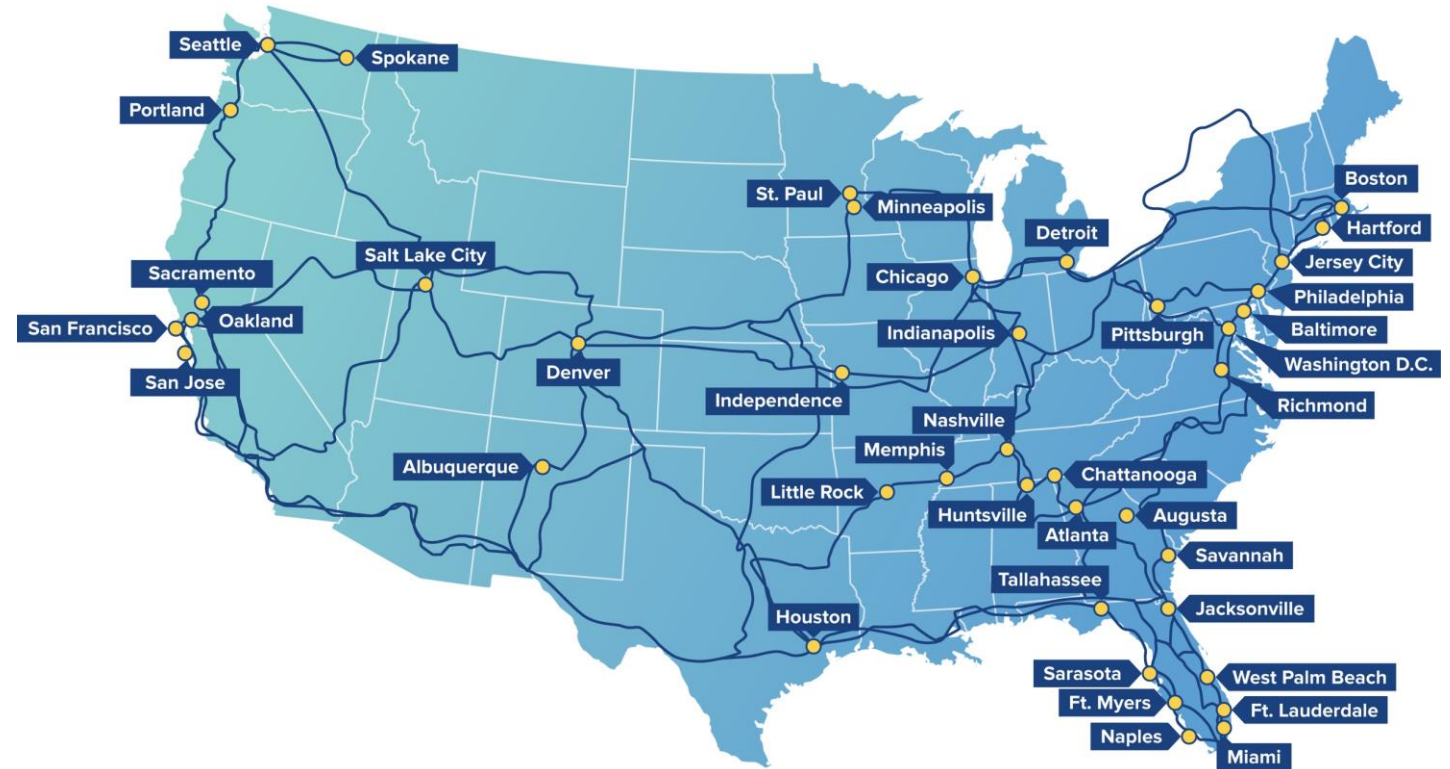 Seattle
Spokane
Portland
St. Paul
Minneapolis
Boston
Hartford
Detroit
Salt Lake City
Jersey City
Sacramento
Chicago
Philadelphia
San Francisco
Oakland
Indianapolis
Pittsburgh
Baltimore
Washington D.C.
San Jose
Denver
Independence
Richmond
Nashville
Memphis
Albuquerque
Chattanooga
Little Rock
Huntsville
Atlanta
Augusta
Savannah
Tallahassee
Houston
Jacksonville
Sarasota
West Palm Beach
Ft. Myers
Ft. Lauderdale
Naples
Miami